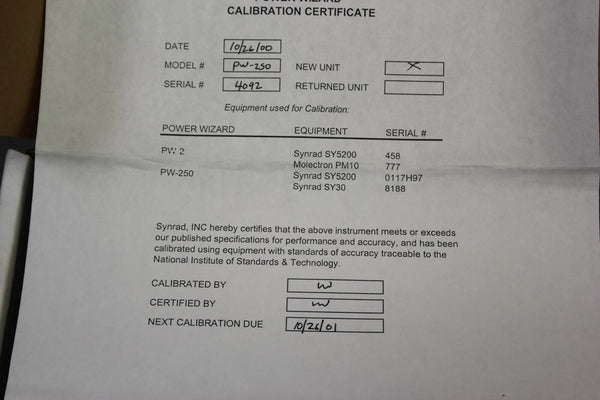 POWER WIZARD
CALIBRATION CERTIFICATE
DATE 10/26/00
MODEL # PW-250 NEW UNIT X
SERIAL # 4092 RETURNED UNIT
Equipment used for Calibration:
POWER WIZARD EQUIPMENT SERIAL #
PW 2 Synrad SY5200 458
Molectron PM10 777
PW-250 Synrad SY5200 0117H97
Synrad SY30 8188
Synrad, INC hereby certifies that the above instrument meets or exceeds
our published specifications for performance and accuracy, and has been
calibrated using equipment with standards of accuracy traceable to the
National Institute of Standards & Technology.
CALIBRATED BY
CERTIFIED BY
NEXT CALIBRATION DUE 10/26/01